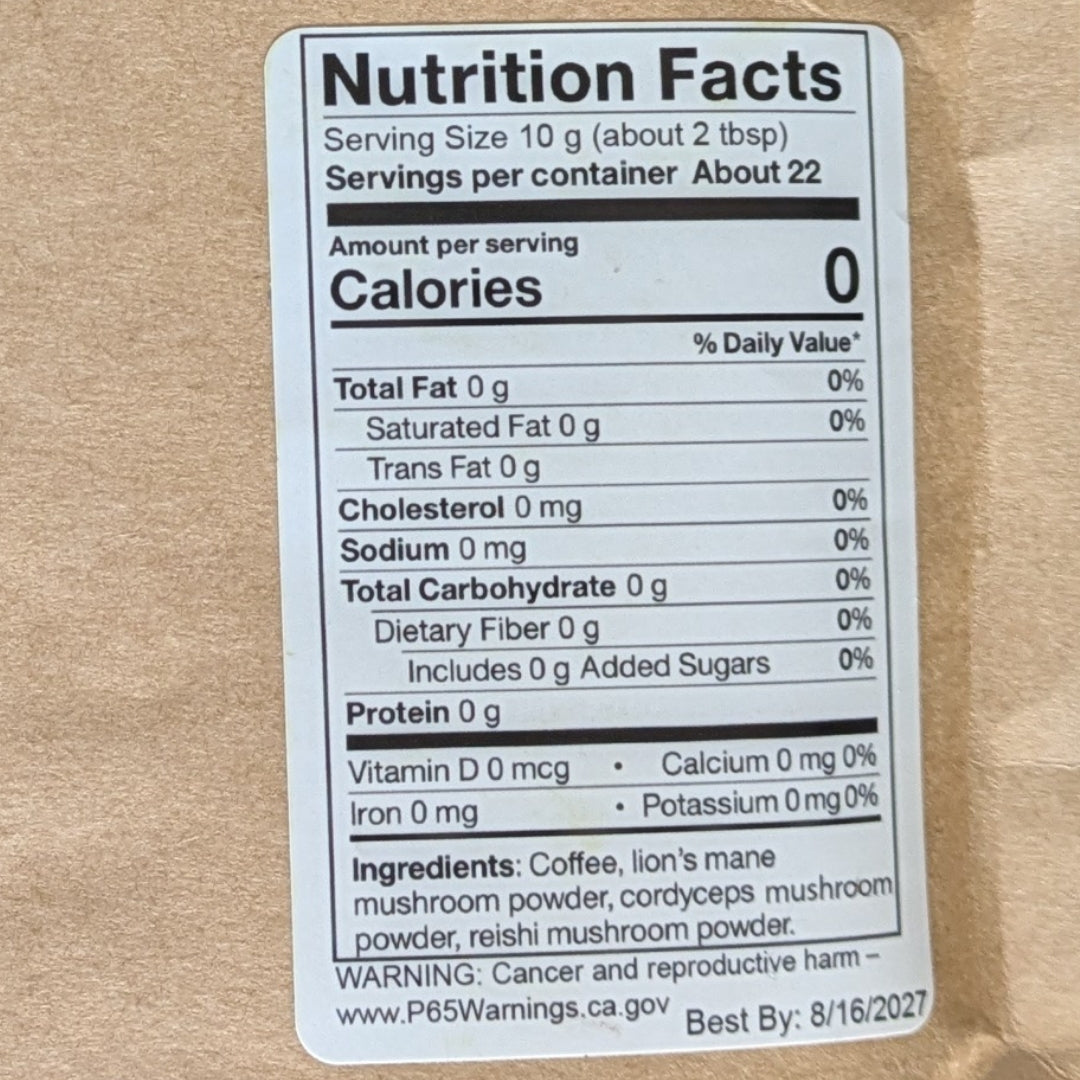 Nutrition Facts
Serving Size 10 g (about 2 tbsp)
Servings per container About 22
Amount per serving
Calories 0
% Daily Value*
Total Fat 0 g 0%
Saturated Fat 0 g 0%
Trans Fat 0 g
Cholesterol 0 mg 0%
Sodium 0 mg 0%
Total Carbohydrate 0 g 0%
Dietary Fiber 0 g 0%
Includes 0 g Added Sugars 0%
Protein 0 g
Vitamin D 0 mcg • Calcium 0 mg 0%
Iron 0 mg • Potassium 0 mg 0%
Ingredients: Coffee, lion's mane
mushroom powder, cordyceps mushroom
powder, reishi mushroom powder.
WARNING: Cancer and reproductive harm –
www.P65Warnings.ca.gov
Best By: 8/16/2027